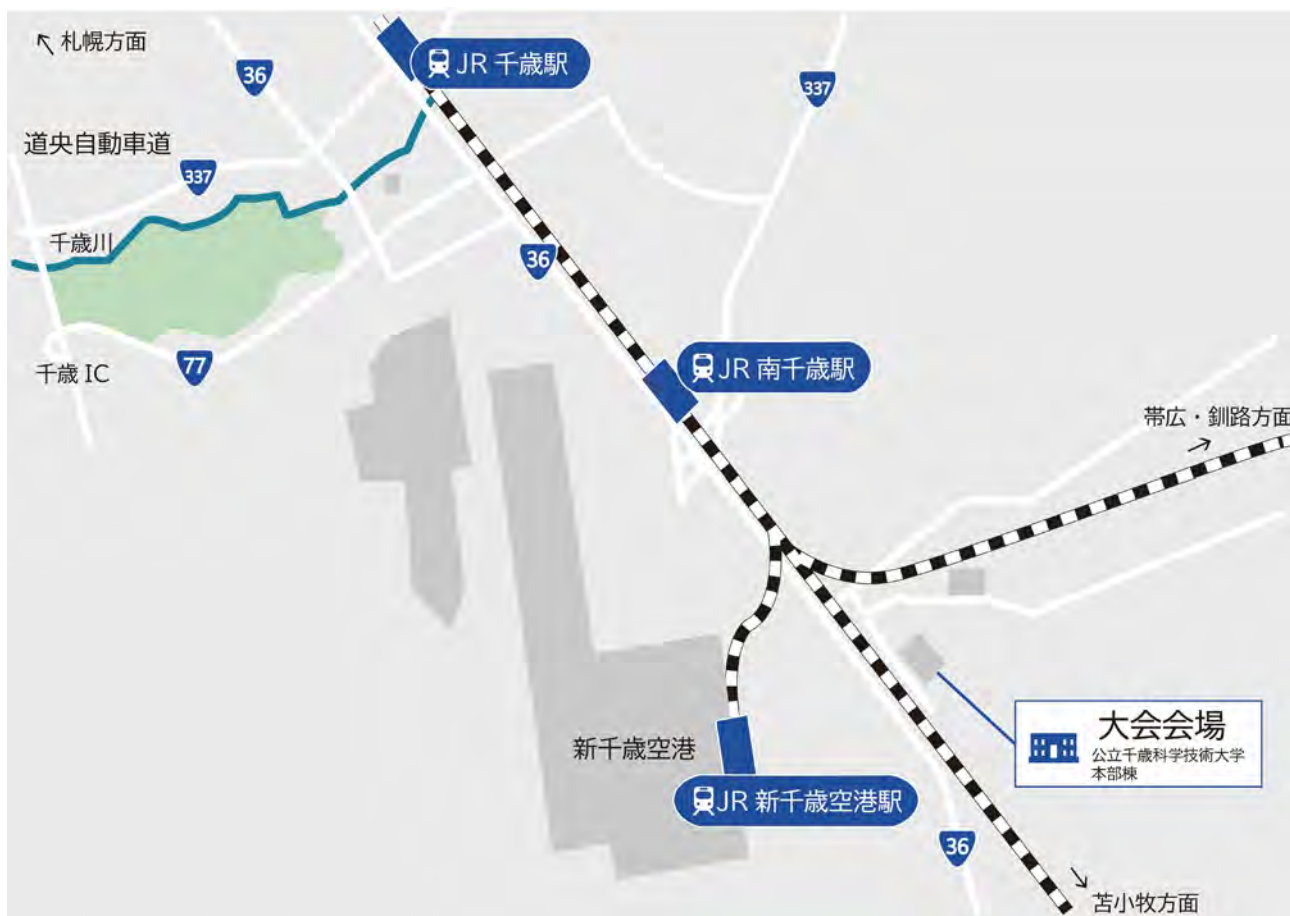 札幌方面
JR 千歳駅
36
337
道央自動車道
337
千歳川
36
千歳 IC
77
JR 南千歳駅
帯広・釧路方面
大会会場
公立千歳科学技術大学
本部棟
新千歳空港
JR 新千歳空港駅
36
苫小牧方面